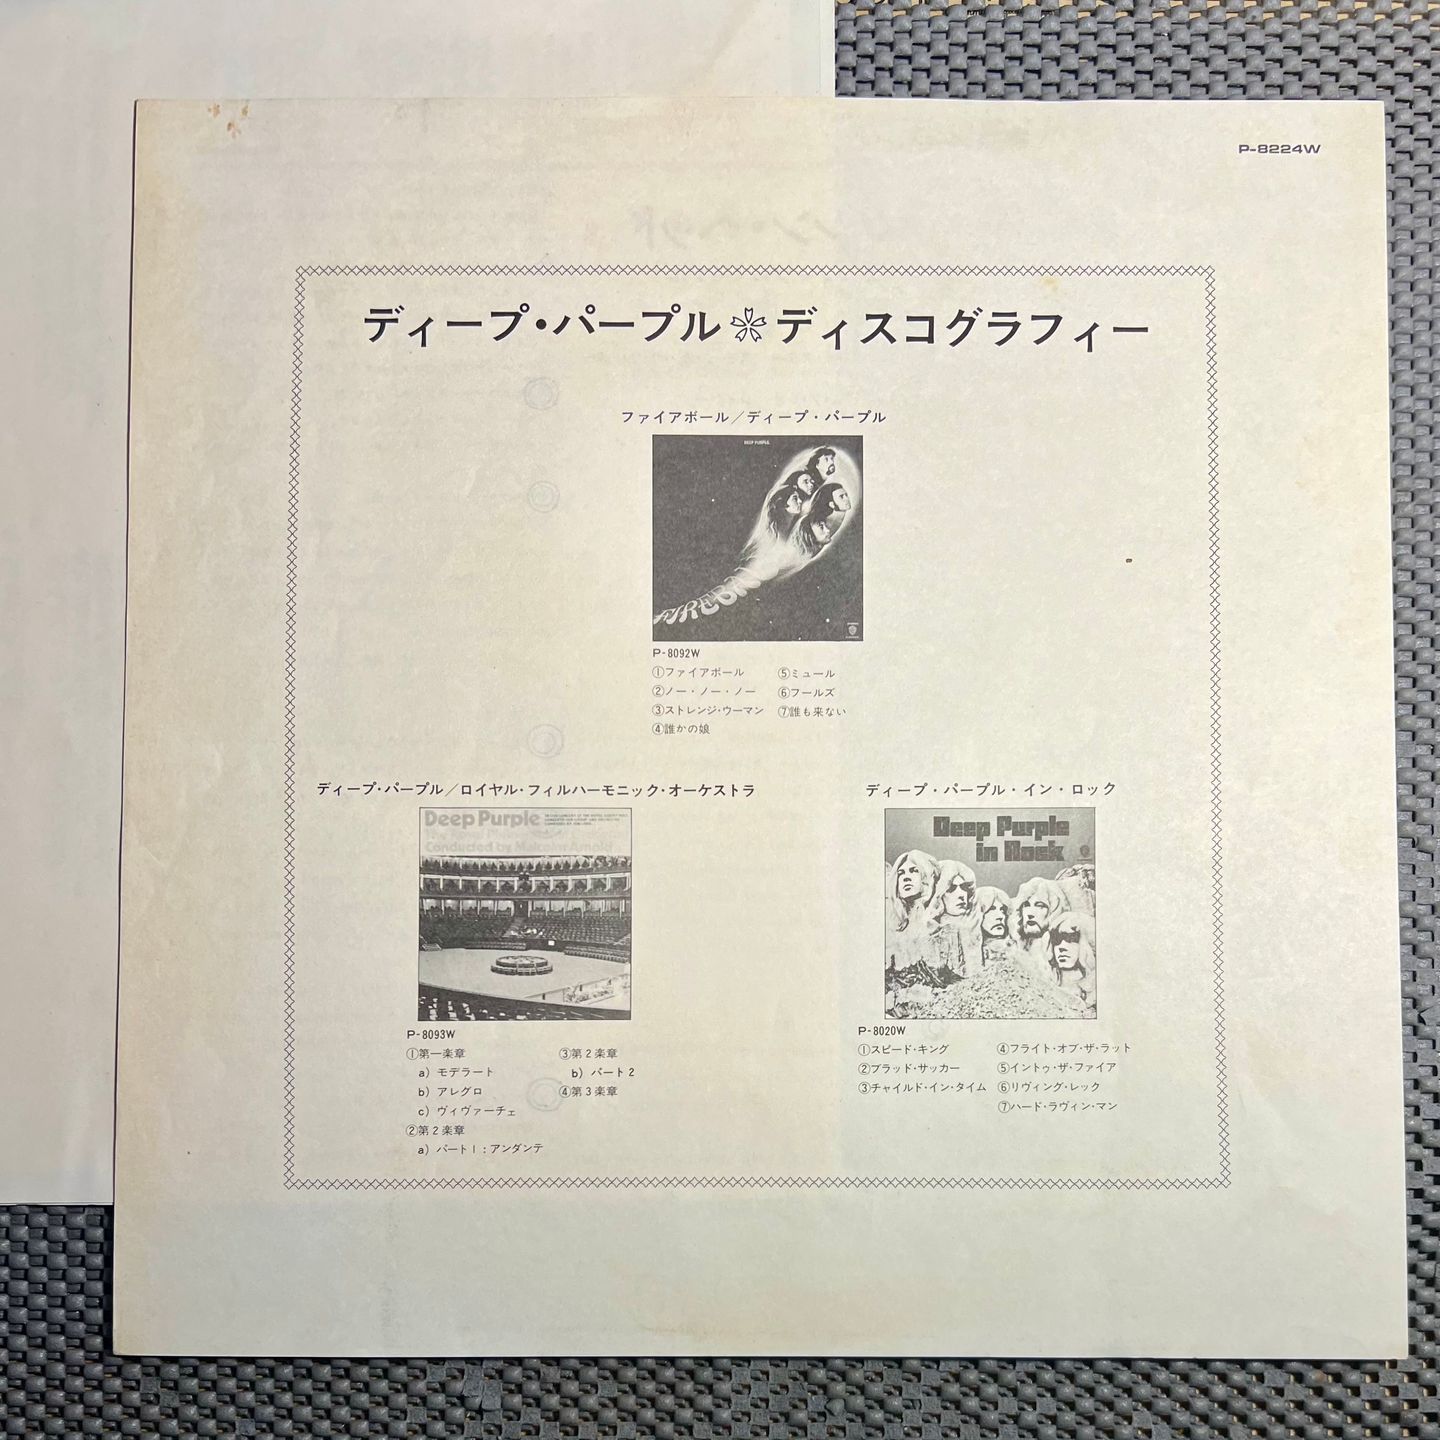 P-8224W
ディープ・パープル ディスコグラフィー
ファイアボール／ディープ・パープル
DEEP PURPLE
FIREBALL
P-8092W
①ファイアボール
②ノー・ノー・ノー
③ストレンジ・ウーマン
④誰かの娘
⑤ミュール
⑥フールズ
⑦誰も来ない
ディープ・パープル／ロイヤル・フィルハーモニック・オーケストラ
Deep Purple
Conducted by Malcolm Arnold
P-8093W
①第一楽章
a）モデラート
b）アレグロ
c）ヴィヴァーチェ
②第2楽章
a）パートI：アンダンテ
③第2楽章
b）パート2
④第3楽章
ディープ・パープル・イン・ロック
Deep Purple
in Rock
P-8020W
①スピード・キング
②ブラッド・サッカー
③チャイルド・イン・タイム
④フライト・オブ・ザ・ラット
⑤イントゥ・ザ・ファイア
⑥リヴィング・レック
⑦ハード・ラヴィン・マン